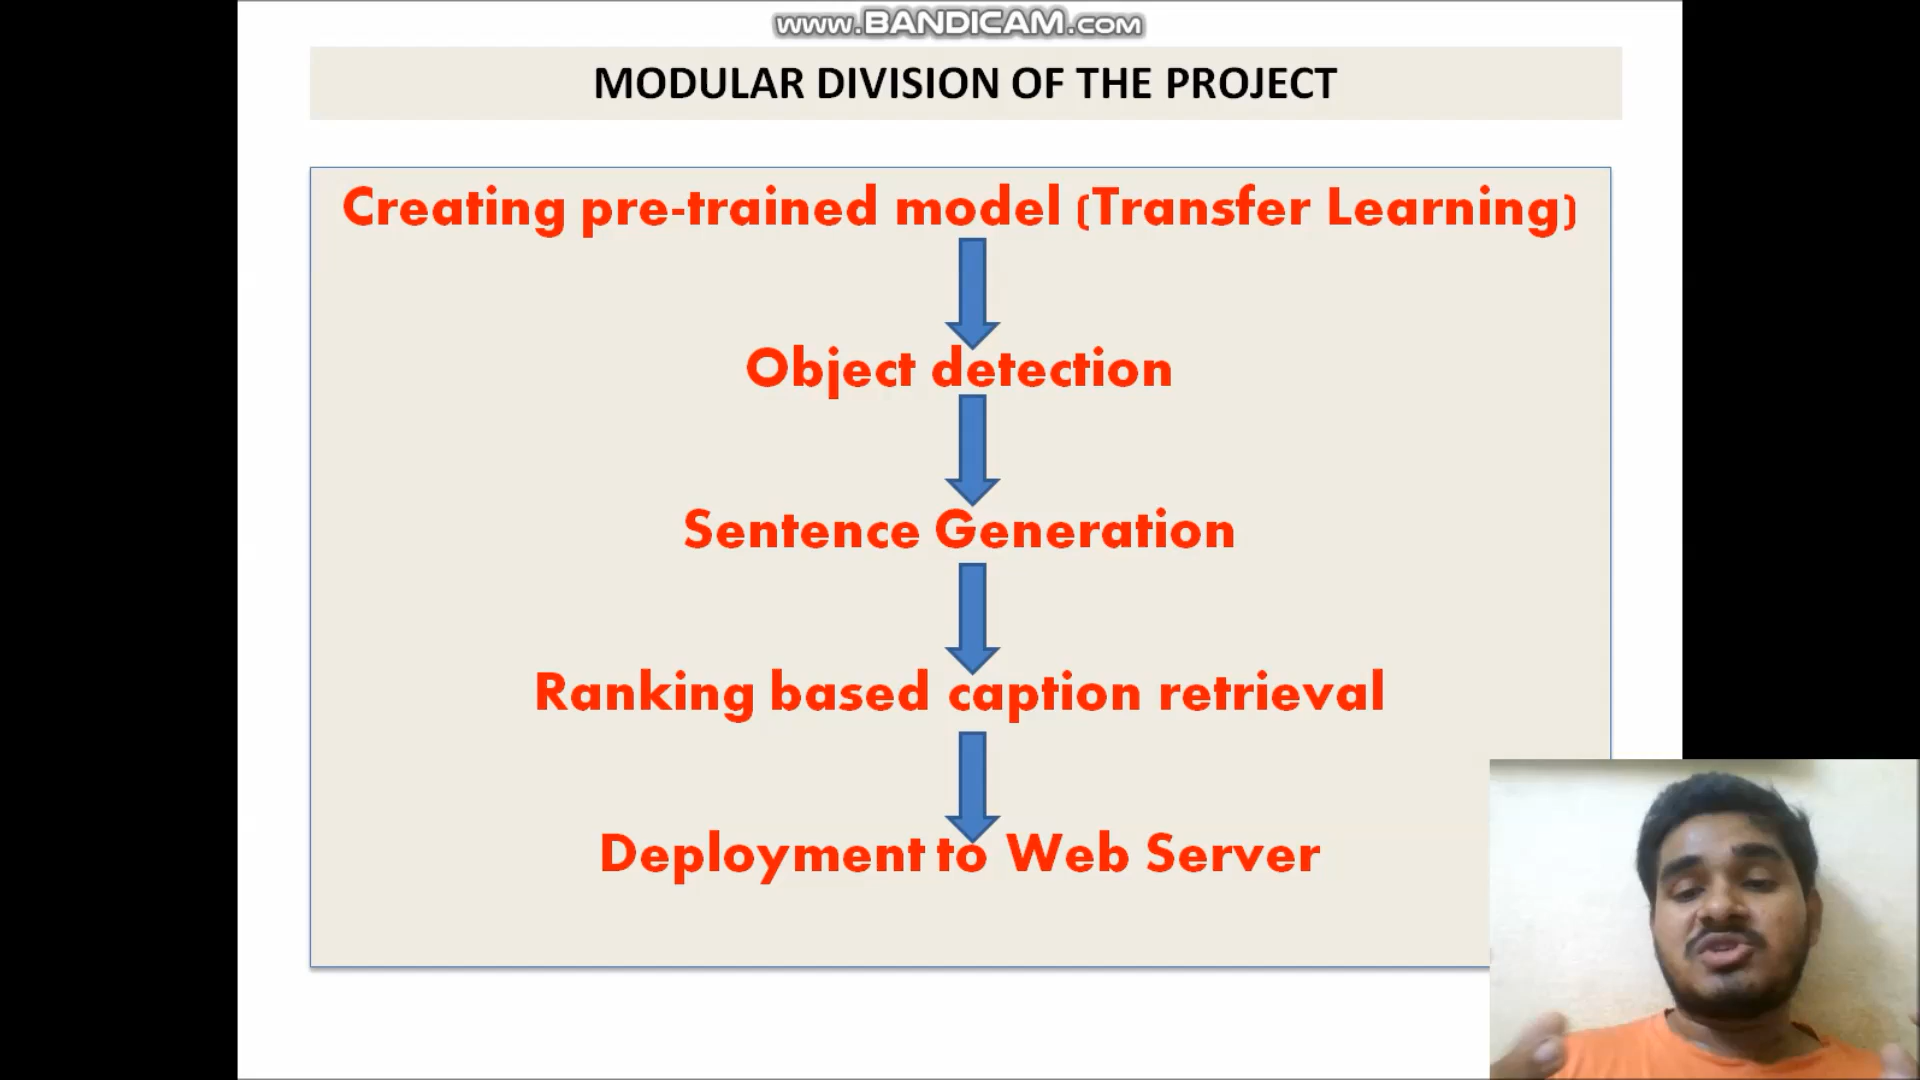 www.BANDICAM.com
MODULAR DIVISION OF THE PROJECT
Creating pre-trained model (Transfer Learning)
Object detection
Sentence Generation
Ranking based caption retrieval
Deployment to Web Server